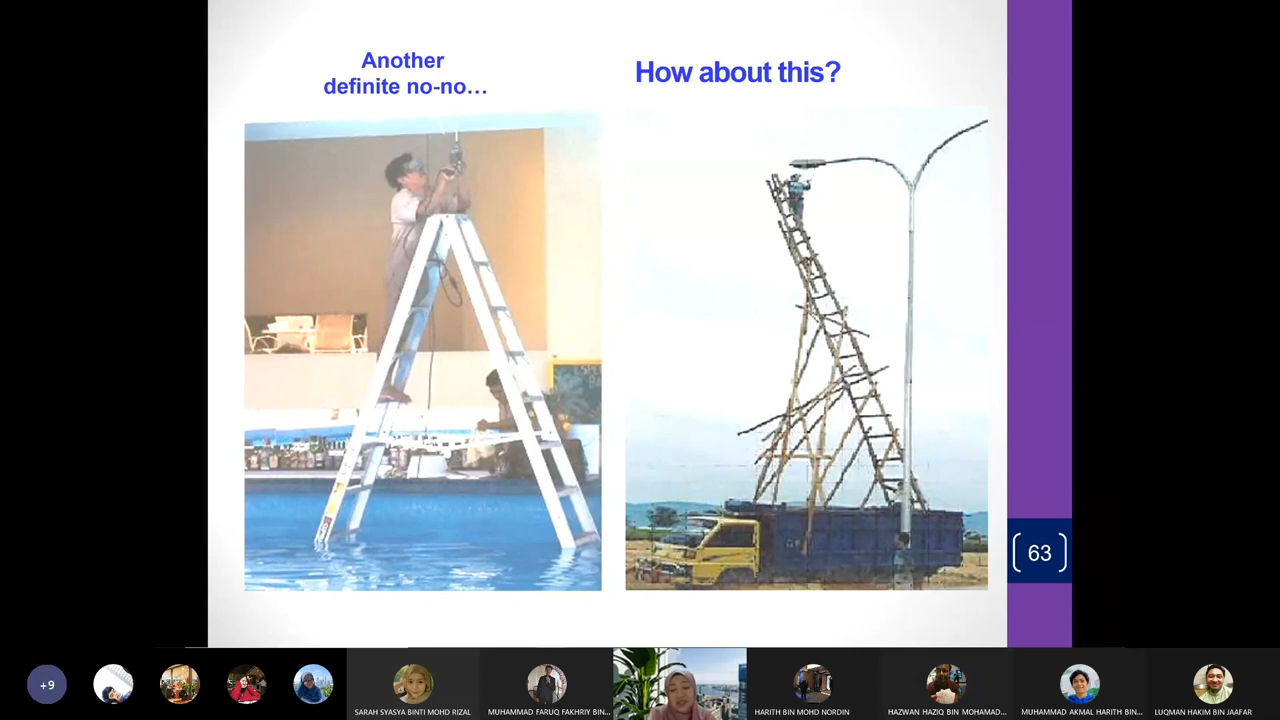 Another
definite no-no...
How about this?
63
+9
SARAH SYASYA BINTI MOHD RIZAL
MUHAMMAD FARUQ FAKHRIY BIN...
HARITH BIN MOHD NORDIN
HAZWAN HAZIQ BIN MOHAMAD...
MUHAMMAD AKMAL HARITH BIN...
LUQMAN HAKIM BIN JAAFAR